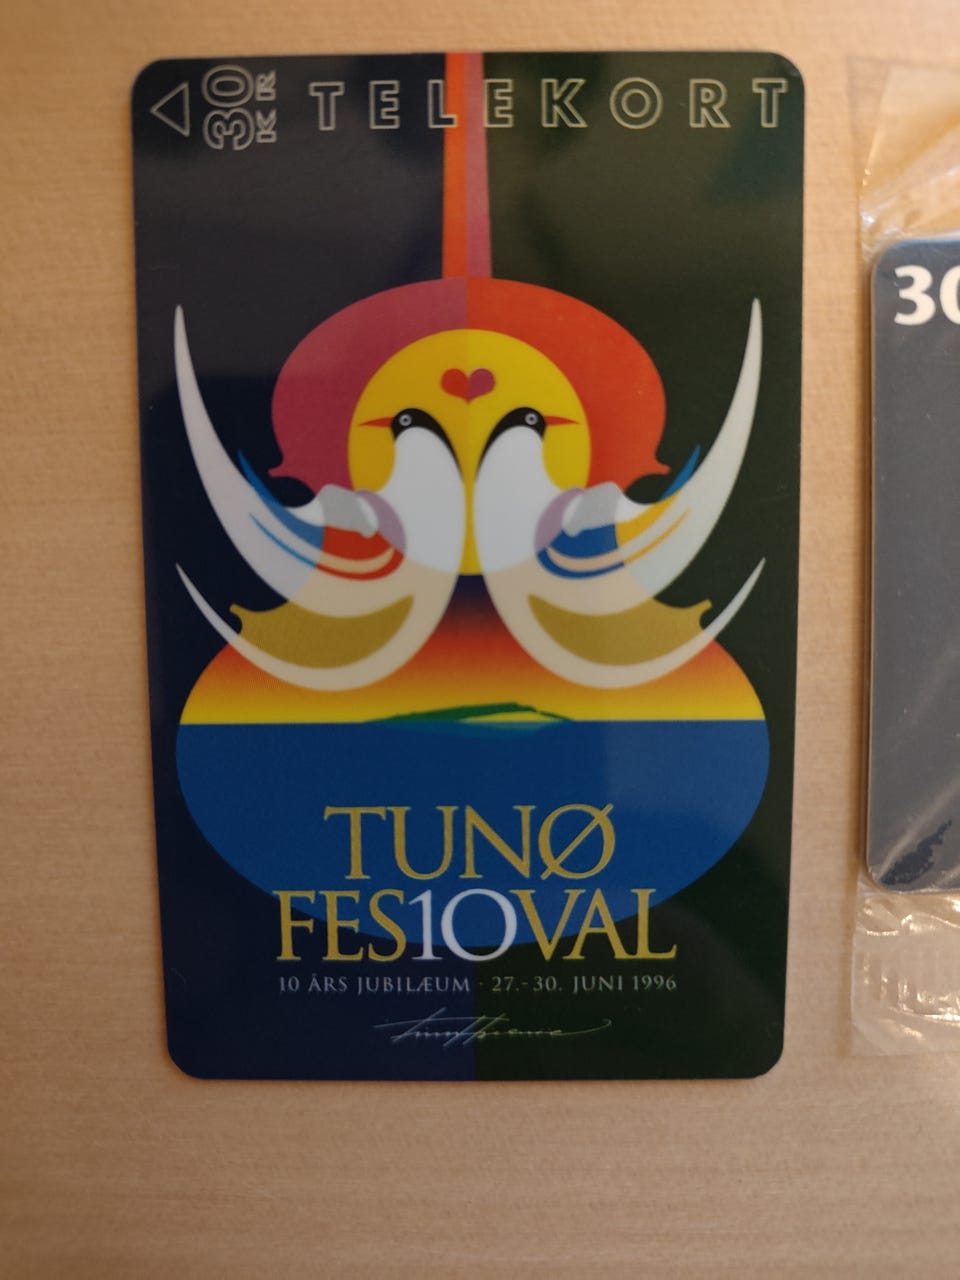 30 KR TELEKORT
30
TUNØ
FES10VAL
10 ÅRS JUBILÆUM · 27.-30. JUNI 1996